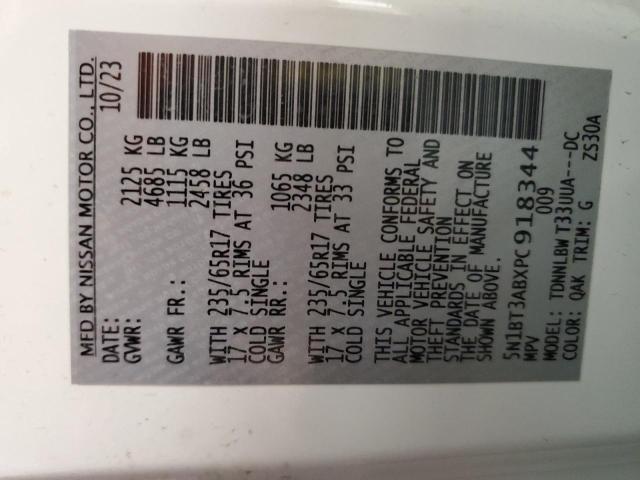 MFD BY NISSAN MOTOR CO., LTD.
DATE: 10/23
GVWR: 2125 KG
4685 LB
GAWR FR.: 1115 KG
2458 LB
WITH 235/65R17 TIRES
17 X 7.5 RIMS AT 36 PSI
COLD SINGLE
GAWR RR.: 1065 KG
2348 LB
WITH 235/65R17 TIRES
17 X 7.5 RIMS AT 33 PSI
COLD SINGLE
THIS VEHICLE CONFORMS TO
ALL APPLICABLE FEDERAL
MOTOR VEHICLE SAFETY AND
THEFT PREVENTION
STANDARDS IN EFFECT ON
THE DATE OF MANUFACTURE
SHOWN ABOVE.
5N1BT3ABXPC918344
MPV 009
MODEL: TDNNLBW T33UUA---DC
COLOR: QAK TRIM: G ZS30A